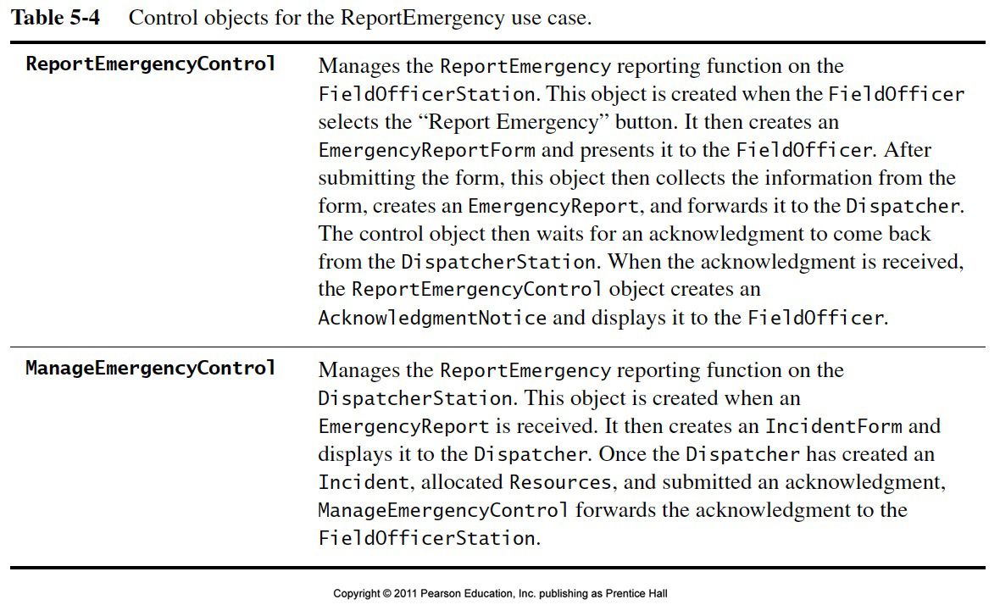 Table 5-4 Control objects for the ReportEmergency use case.
ReportEmergencyControl Manages the ReportEmergency reporting function on the
FieldOfficerStation. This object is created when the FieldOfficer
selects the “Report Emergency” button. It then creates an
EmergencyReportForm and presents it to the FieldOfficer. After
submitting the form, this object then collects the information from the
form, creates an EmergencyReport, and forwards it to the Dispatcher.
The control object then waits for an acknowledgment to come back
from the DispatcherStation. When the acknowledgment is received,
the ReportEmergencyControl object creates an
AcknowledgmentNotice and displays it to the FieldOfficer.
ManageEmergencyControl Manages the ReportEmergency reporting function on the
DispatcherStation. This object is created when an
EmergencyReport is received. It then creates an IncidentForm and
displays it to the Dispatcher. Once the Dispatcher has created an
Incident, allocated Resources, and submitted an acknowledgment,
ManageEmergencyControl forwards the acknowledgment to the
FieldOfficerStation.
Copyright © 2011 Pearson Education, Inc. publishing as Prentice Hall